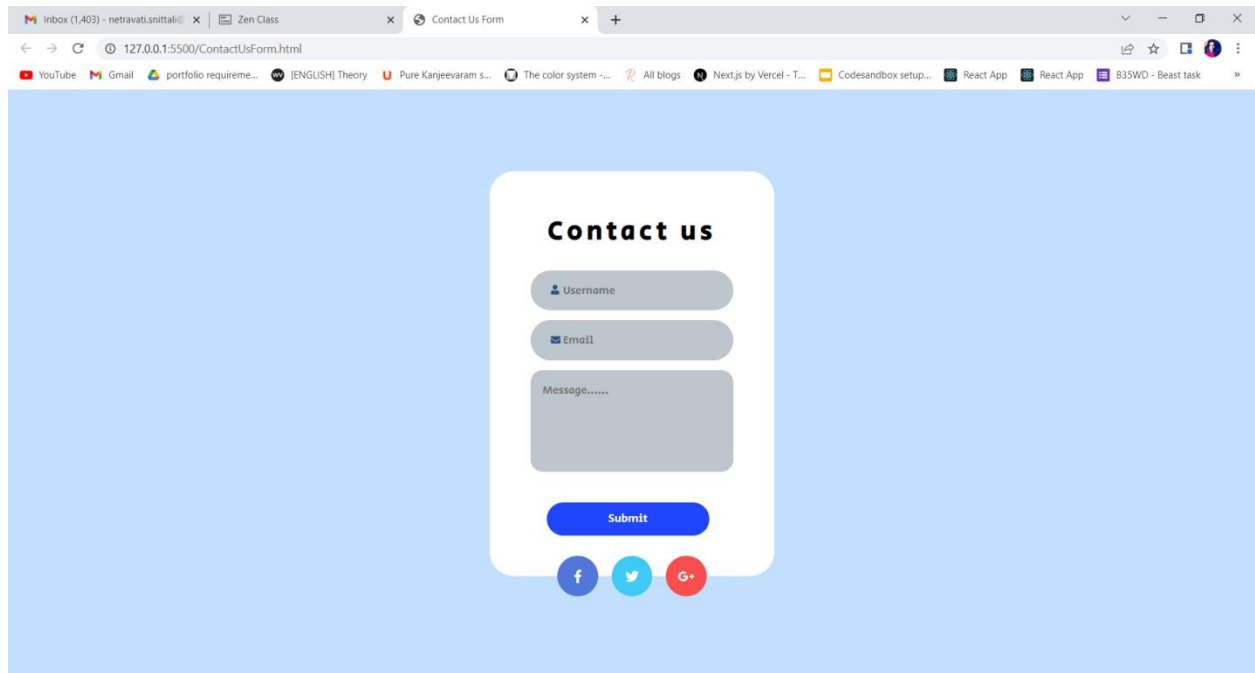 Inbox (1,403) - netravati.snittali@
Zen Class
Contact Us Form
127.0.0.1:5500/ContactUsForm.html
YouTube
Gmail
portfolio requireme...
[ENGLISH] Theory
Pure Kanjeevaram s...
The color system -...
All blogs
Next.js by Vercel - T...
Codesandbox setup...
React App
React App
B35WD - Beast task
»
Contact us
Username
Email
Message......
Submit
f
G+